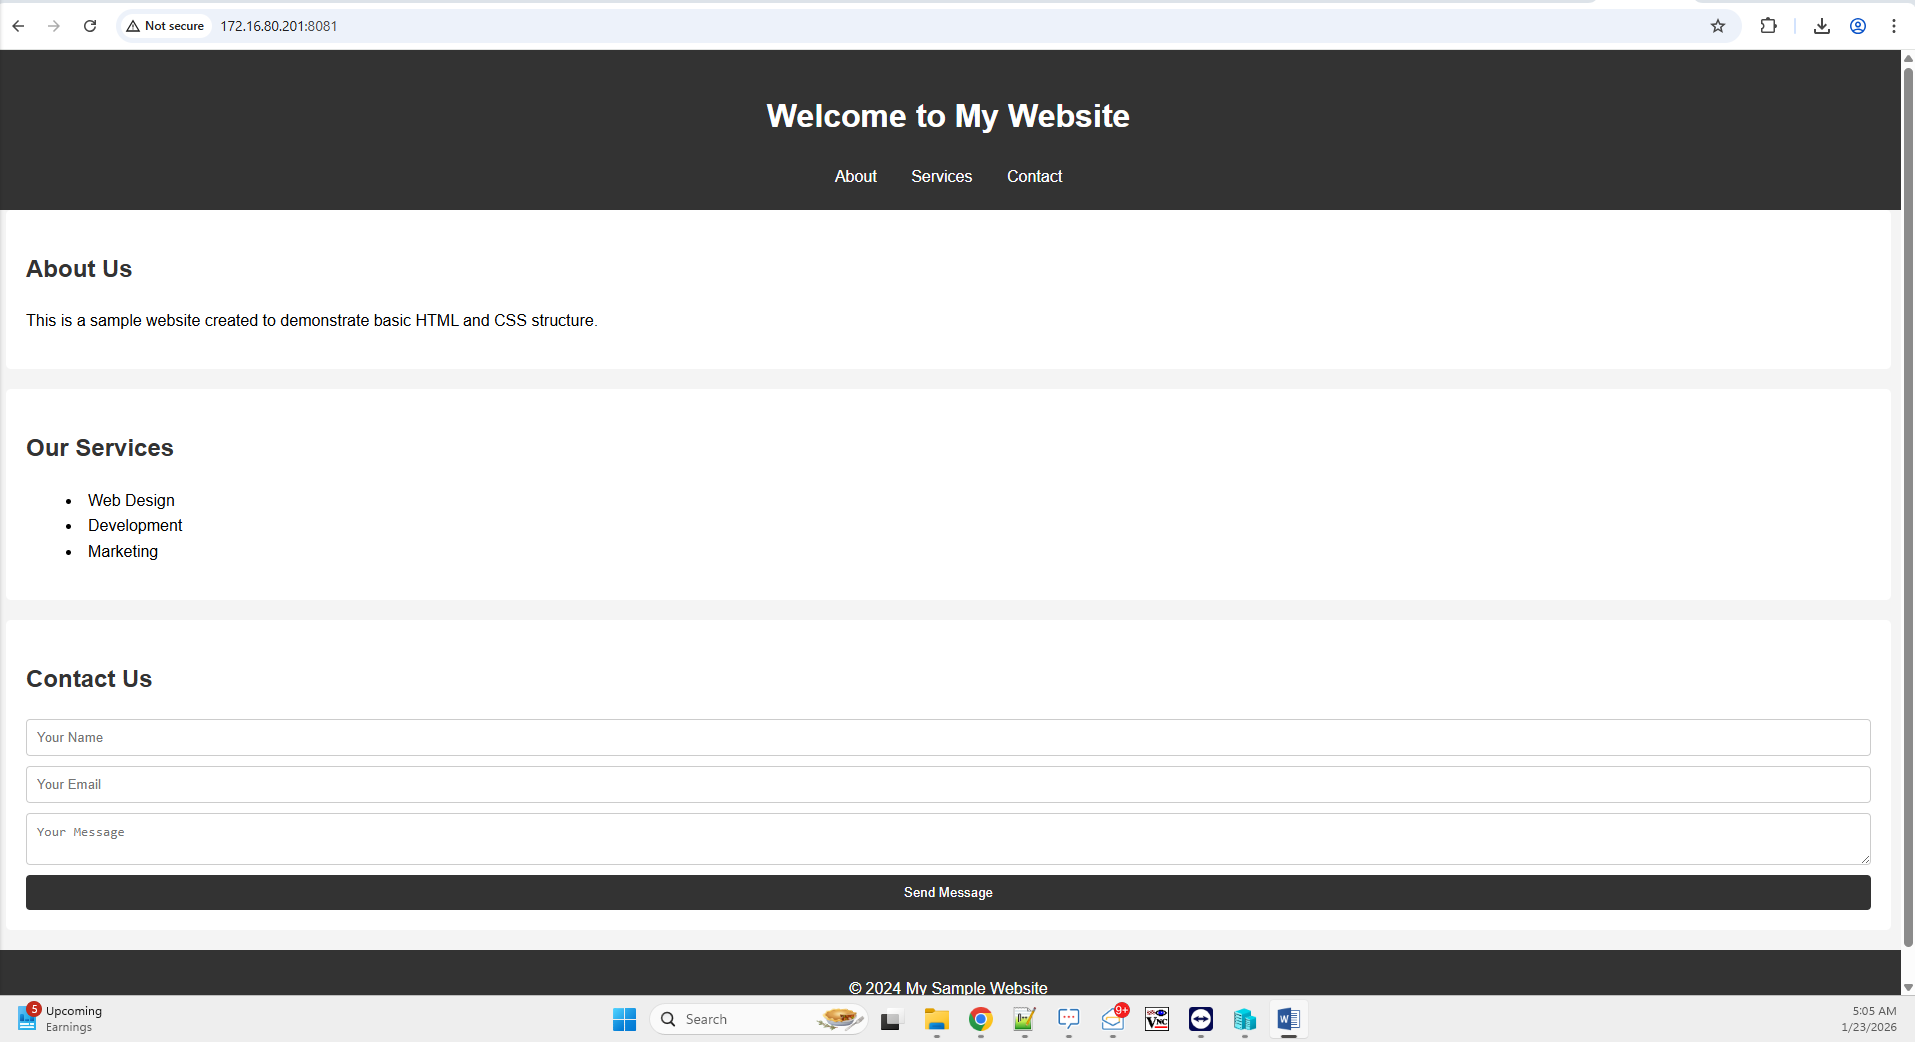 Not secure
172.16.80.201:8081
Welcome to My Website
About Services Contact
About Us
This is a sample website created to demonstrate basic HTML and CSS structure.
Our Services
Web Design
Development
Marketing
Contact Us
Your Name
Your Email
Your Message
Send Message
© 2024 My Sample Website
5
Upcoming
Earnings
Search
9+
VNC
W
5:05 AM
1/23/2026